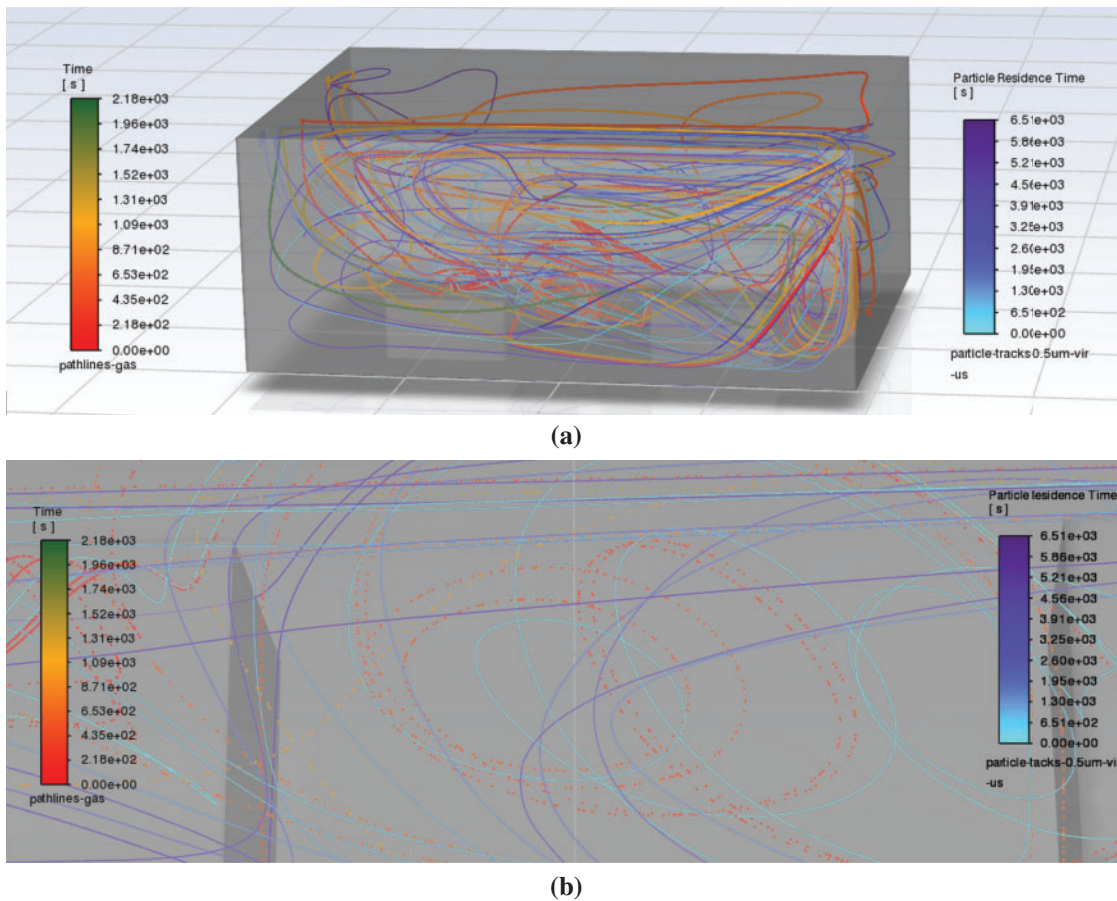 Time
[ s ]
2.18e+03
1.96e+03
1.74e+03
1.52e+03
1.31e+03
1.09e+03
8.71e+02
6.53e+02
4.35e+02
2.18e+02
0.00e+00
pathlines-gas
Particle Residence Time
[ s ]
6.51e+03
5.86e+03
5.21e+03
4.56e+03
3.91e+03
3.25e+03
2.60e+03
1.95e+03
1.30e+03
6.51e+02
0.00e+00
particle-tracks-0.5um-vir
-us
(a)
Time
[ s ]
2.18e+03
1.96e+03
1.74e+03
1.52e+03
1.31e+03
1.09e+03
8.71e+02
6.53e+02
4.35e+02
2.18e+02
0.00e+00
pathlines-gas
Particle lesidence Time
[ s ]
6.51e+03
5.86e+03
5.21e+03
4.56e+03
3.91e+03
3.25e+03
2.60e+03
1.95e+03
1.30e+03
6.51e+02
0.00e+00
particle-tacks-0.5um-vir
-us
(b)